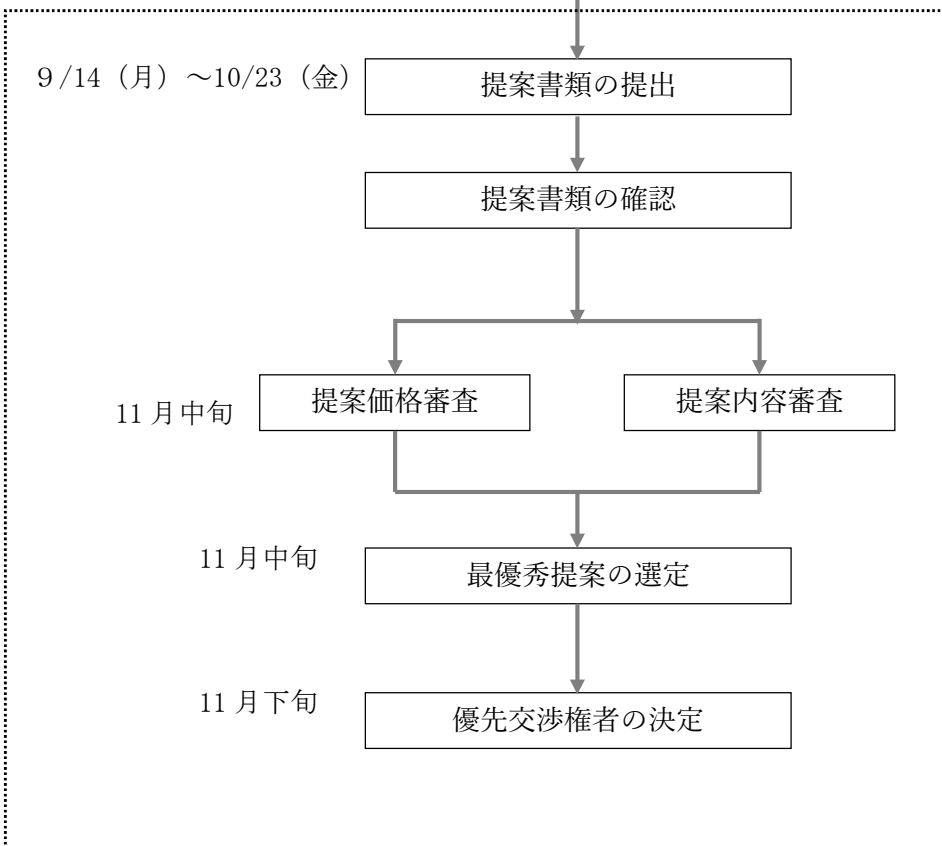 ９/14（月）～10/23（金）
提案書類の提出
提案書類の確認
11月中旬
提案価格審査
提案内容審査
11月中旬
最優秀提案の選定
11月下旬
優先交渉権者の決定